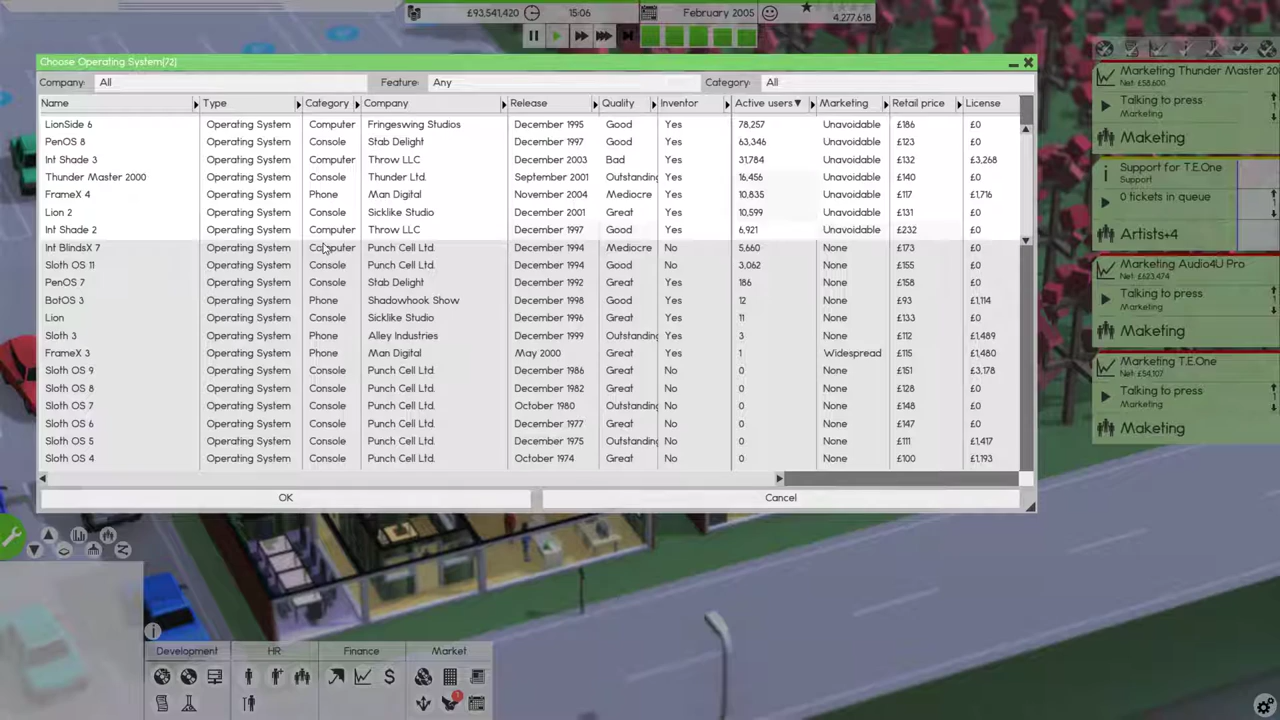 £93,541,420 15:06 February 2005 4,277,618
Choose Operating System[72]
Company: All Feature: Any Category: All
Name Type Category Company Release Quality Inventor Active users▼ Marketing Retail price License
LionSide 6 Operating System Computer Fringeswing Studios December 1995 Good Yes 78,257 Unavoidable £186 £0
PenOS 8 Operating System Console Stab Delight December 1997 Good Yes 63,346 Unavoidable £123 £0
Int Shade 3 Operating System Computer Throw LLC December 2003 Bad Yes 31,784 Unavoidable £132 £3,268
Thunder Master 2000 Operating System Console Thunder Ltd. September 2001 Outstanding Yes 16,456 Unavoidable £140 £0
FrameX 4 Operating System Phone Man Digital November 2004 Mediocre Yes 10,835 Unavoidable £117 £1,716
Lion 2 Operating System Console Sicklike Studio December 2001 Great Yes 10,599 Unavoidable £131 £0
Int Shade 2 Operating System Computer Throw LLC December 1997 Good Yes 6,921 Unavoidable £232 £0
Int BlindsX 7 Operating System Computer Punch Cell Ltd. December 1994 Mediocre No 5,660 None £173 £0
Sloth OS 11 Operating System Console Punch Cell Ltd. December 1994 Good No 3,062 None £155 £0
PenOS 7 Operating System Console Stab Delight December 1992 Great Yes 186 None £158 £0
BotOS 3 Operating System Phone Shadowhook Show December 1998 Good Yes 12 None £93 £1,114
Lion Operating System Console Sicklike Studio December 1996 Great Yes 11 None £133 £0
Sloth 3 Operating System Phone Alley Industries December 1999 Outstanding Yes 3 None £112 £1,489
FrameX 3 Operating System Phone Man Digital May 2000 Great Yes 1 Widespread £115 £1,480
Sloth OS 9 Operating System Console Punch Cell Ltd. December 1986 Great No 0 None £151 £3,178
Sloth OS 8 Operating System Console Punch Cell Ltd. December 1982 Great No 0 None £128 £0
Sloth OS 7 Operating System Console Punch Cell Ltd. October 1980 Outstanding No 0 None £148 £0
Sloth OS 6 Operating System Console Punch Cell Ltd. December 1977 Great No 0 None £147 £0
Sloth OS 5 Operating System Console Punch Cell Ltd. December 1975 Outstanding No 0 None £111 £1,417
Sloth OS 4 Operating System Console Punch Cell Ltd. October 1974 Great No 0 None £100 £1,193
OK Cancel
Marketing Thunder Master 20
Net: £58,600
Talking to press
Marketing
Maketing
Support for T.E.One
Support
0 tickets in queue
Artists+4
Marketing Audio4U Pro
Net: £623,474
Talking to press
Marketing
Maketing
Marketing T.E.One
Net: £54,107
Talking to press
Marketing
Maketing
Development HR Finance Market